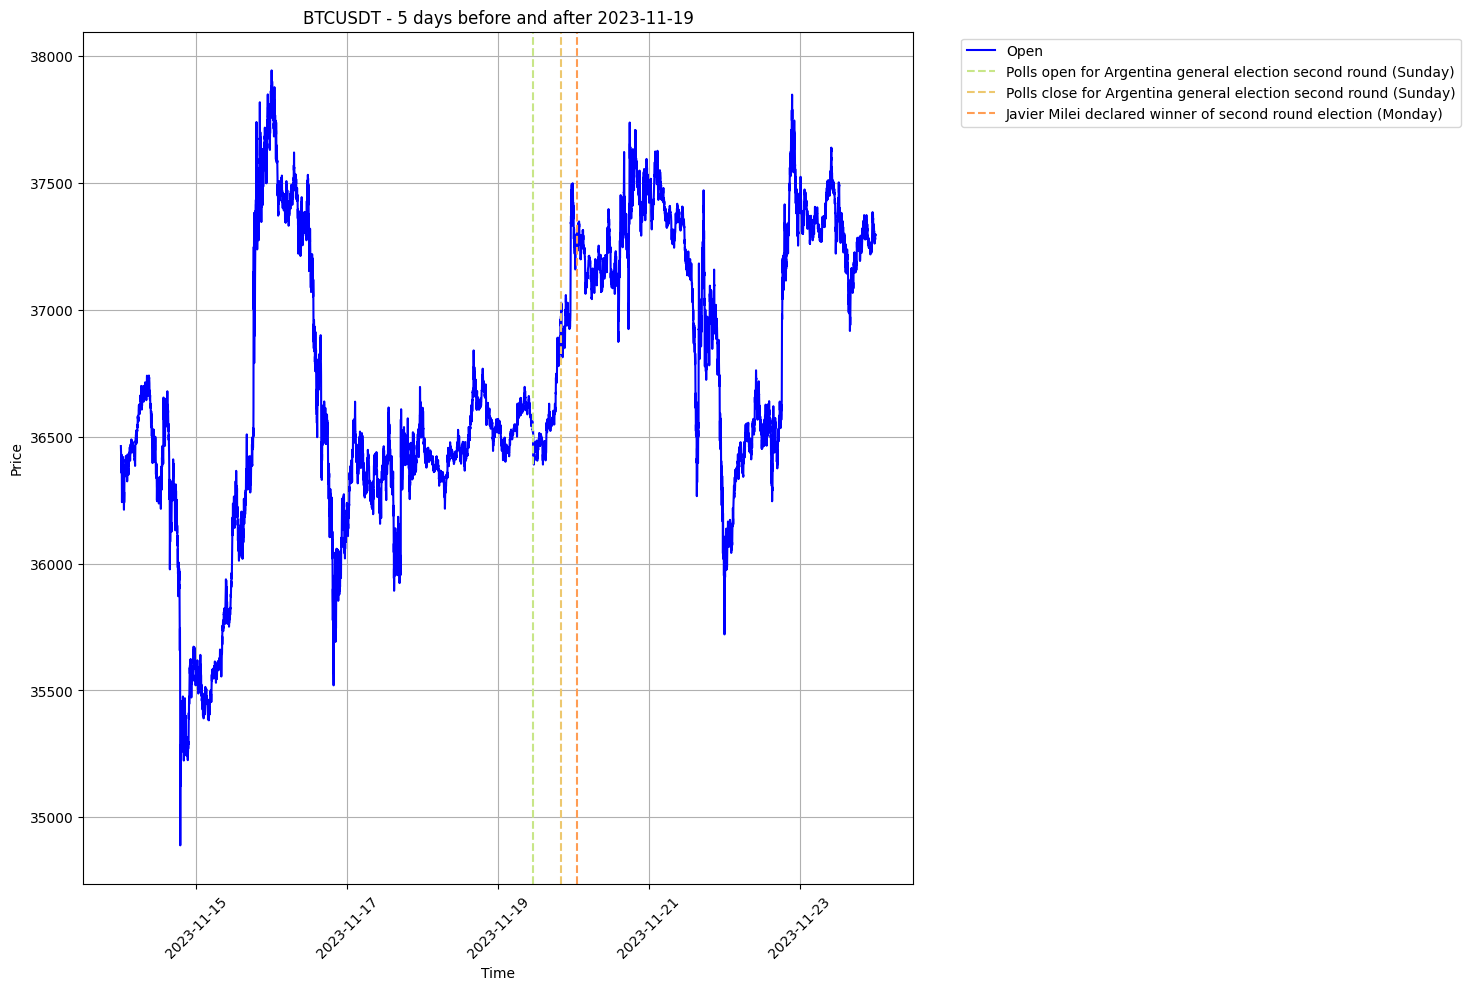 BTCUSDT - 5 days before and after 2023-11-19
Open
Polls open for Argentina general election second round (Sunday)
Polls close for Argentina general election second round (Sunday)
Javier Milei declared winner of second round election (Monday)
Price
38000
37500
37000
36500
36000
35500
35000
2023-11-15
2023-11-17
2023-11-19
2023-11-21
2023-11-23
Time